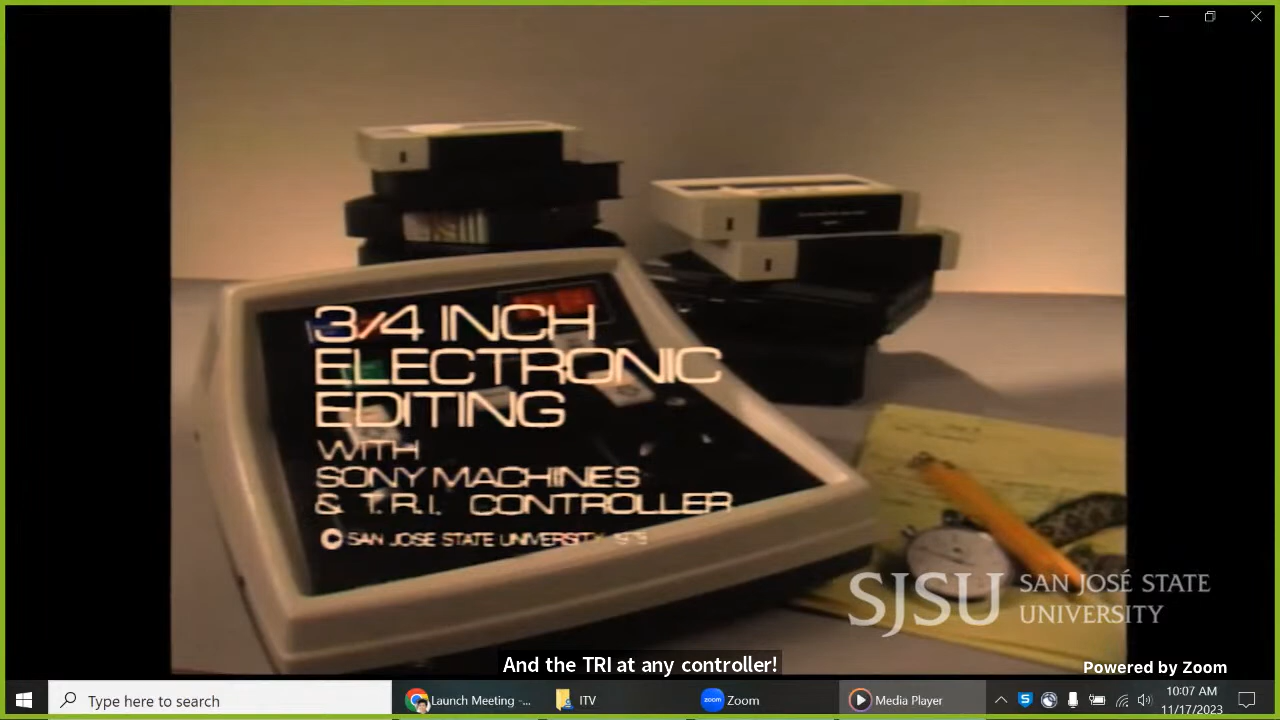 3/4 INCH
ELECTRONIC
EDITING
WITH
SONY MACHINES
& T.R.I. CONTROLLER
© SAN JOSE STATE UNIVERSITY
SJSU SAN JOSÉ STATE
UNIVERSITY
And the TRI at any controller!
Powered by Zoom
Type here to search
Launch Meeting -...
ITV
zoom
Zoom
Media Player
10:07 AM
11/17/2023